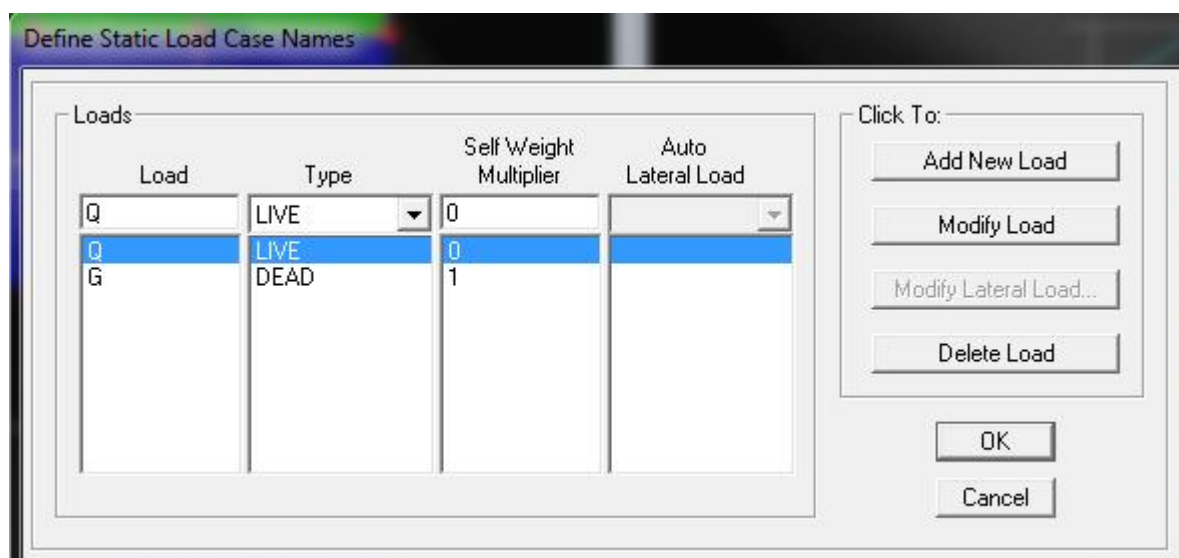 Define Static Load Case Names
Loads
Load Type Self Weight Multiplier Auto Lateral Load
Q LIVE 0
Q LIVE 0
G DEAD 1
Click To:
Add New Load
Modify Load
Modify Lateral Load...
Delete Load
OK
Cancel